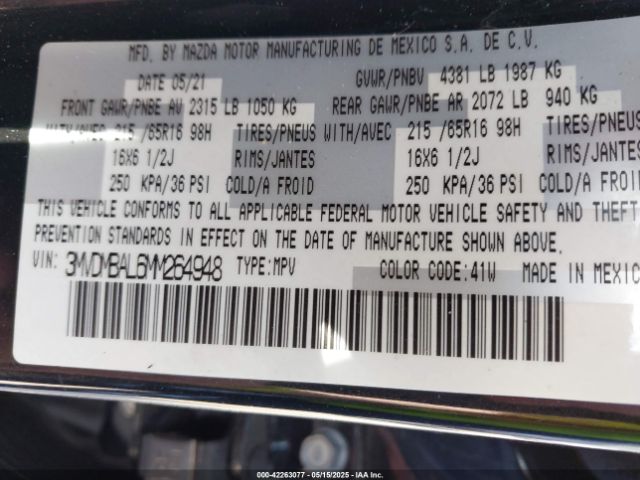 MFD. BY MAZDA MOTOR MANUFACTURING DE MEXICO S.A. DE C.V.
DATE 05/21 GVWR/PNBV 4381 LB 1987 KG
FRONT GAWR/PNBE AV 2315 LB 1050 KG REAR GAWR/PNBE AR 2072 LB 940 KG
WITH/AVEC 215 /65R16 98H TIRES/PNEUS WITH/AVEC 215 /65R16 98H TIRES/PNEUS
16X6 1/2J RIMS/JANTES 16X6 1/2J RIMS/JANTES
250 KPA/36 PSI COLD/A FROID 250 KPA/36 PSI COLD/A FROID
THIS VEHICLE CONFORMS TO ALL APPLICABLE FEDERAL MOTOR VEHICLE SAFETY AND THEFT
PREVENTION STANDARDS IN EFFECT ON THE DATE OF MANUFACTURE SHOWN ABOVE.
VIN: 3MVDMBAL6MM264948 TYPE:MPV COLOR CODE:41W MADE IN MEXICO
000-42263077 - 05/15/2025 - IAA Inc.